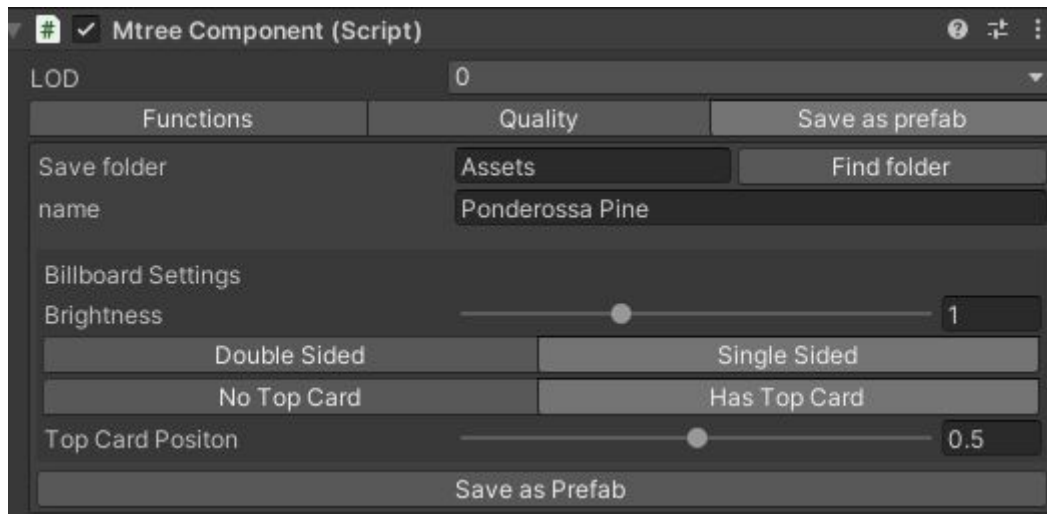 Mtree Component (Script)
LOD 0
Functions Quality Save as prefab
Save folder Assets Find folder
name Ponderossa Pine
Billboard Settings
Brightness 1
Double Sided Single Sided
No Top Card Has Top Card
Top Card Positon 0.5
Save as Prefab